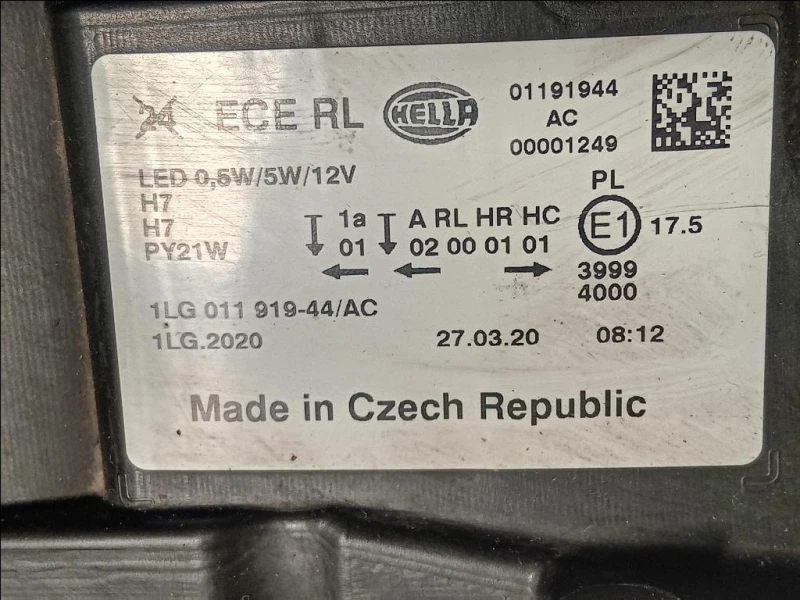 24 ECE RL HELLA 01191944
AC
00001249
LED 0,5W/5W/12V
H7
H7
PY21W
1a A RL HR HC
01 02 00 01 01
PL
E1 17.5
3999
4000
1LG 011 919-44/AC
1LG.2020 27.03.20 08:12
Made in Czech Republic